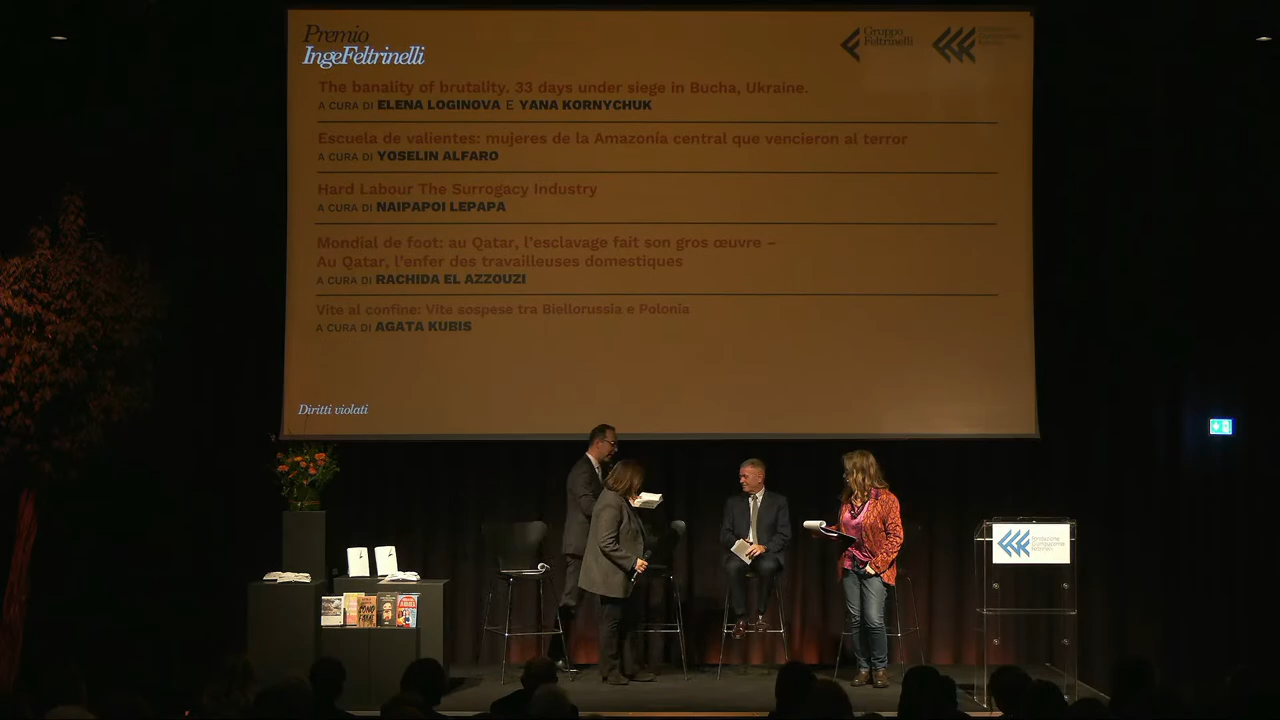 Premio
IngeFeltrinelli
Gruppo
Feltrinelli
The banality of brutality. 33 days under siege in Bucha, Ukraine.
A CURA DI ELENA LOGINOVA E YANA KORNYCHUK
Escuela de valientes: mujeres de la Amazonía central que vencieron al terror
A CURA DI YOSELIN ALFARO
Hard Labour The Surrogacy Industry
A CURA DI NAIPAPOI LEPAPA
Mondial de foot: au Qatar, l'esclavage fait son gros œuvre –
Au Qatar, l'enfer des travailleuses domestiques
A CURA DI RACHIDA EL AZZOUZI
Vite al confine: Vite sospese tra Biellorussia e Polonia
A CURA DI AGATA KUBIS
Diritti violati
fondazione
Giangiacomo
Feltrinelli